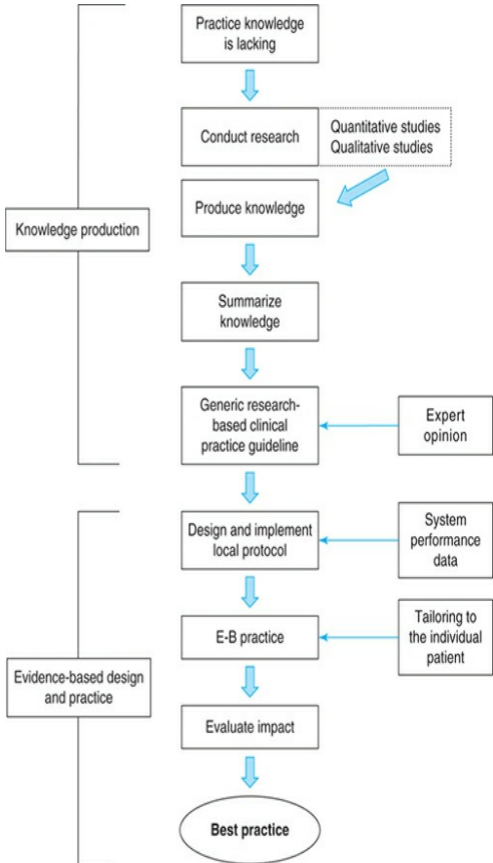 Practice knowledge
is lacking
Conduct research
Quantitative studies
Qualitative studies
Produce knowledge
Knowledge production
Summarize
knowledge
Generic research-
based clinical
practice guideline
Expert
opinion
Design and implement
local protocol
System
performance
data
E-B practice
Tailoring to
the individual
patient
Evidence-based design
and practice
Evaluate impact
Best practice